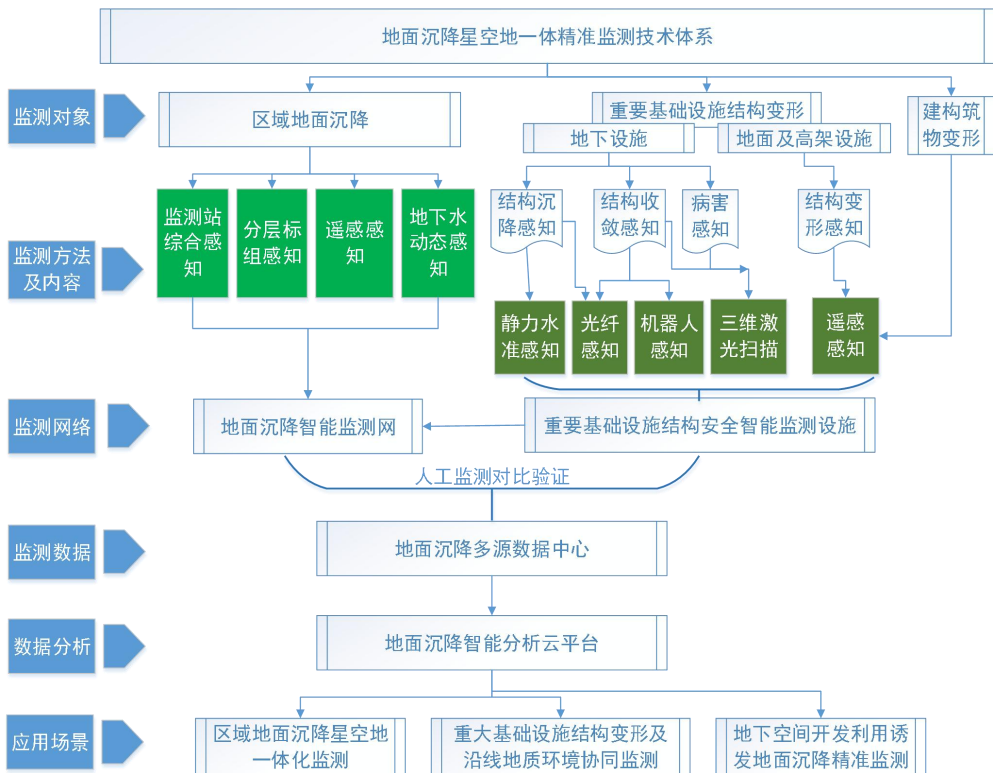 地面沉降星空地一体精准监测技术体系
监测对象
区域地面沉降
重要基础设施结构变形
地下设施
地面及高架设施
建构筑
物变形
监测方法
及内容
监测站
综合感
知
分层标
组感知
遥感感
知
地下水
动态感
知
结构沉
降感知
结构收
敛感知
病害
感知
结构变
形感知
静力水
准感知
光纤
感知
机器人
感知
三维激
光扫描
遥感
感知
监测网络
地面沉降智能监测网
重要基础设施结构安全智能监测设施
人工监测对比验证
监测数据
地面沉降多源数据中心
数据分析
地面沉降智能分析云平台
应用场景
区域地面沉降星空地
一体化监测
重大基础设施结构变形及
沿线地质环境协同监测
地下空间开发利用诱
发地面沉降精准监测